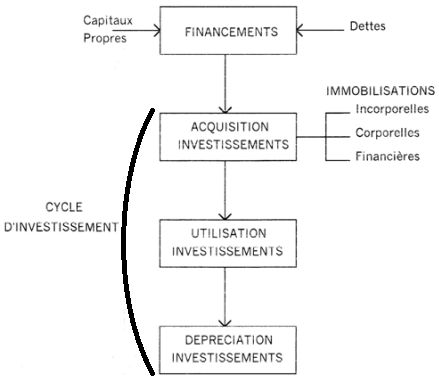 Capitaux
Propres
FINANCEMENTS
Dettes
IMMOBILISATIONS
Incorporelles
ACQUISITION
INVESTISSEMENTS
Corporelles
Financières
CYCLE
D'INVESTISSEMENT
UTILISATION
INVESTISSEMENTS
DEPRECIATION
INVESTISSEMENTS